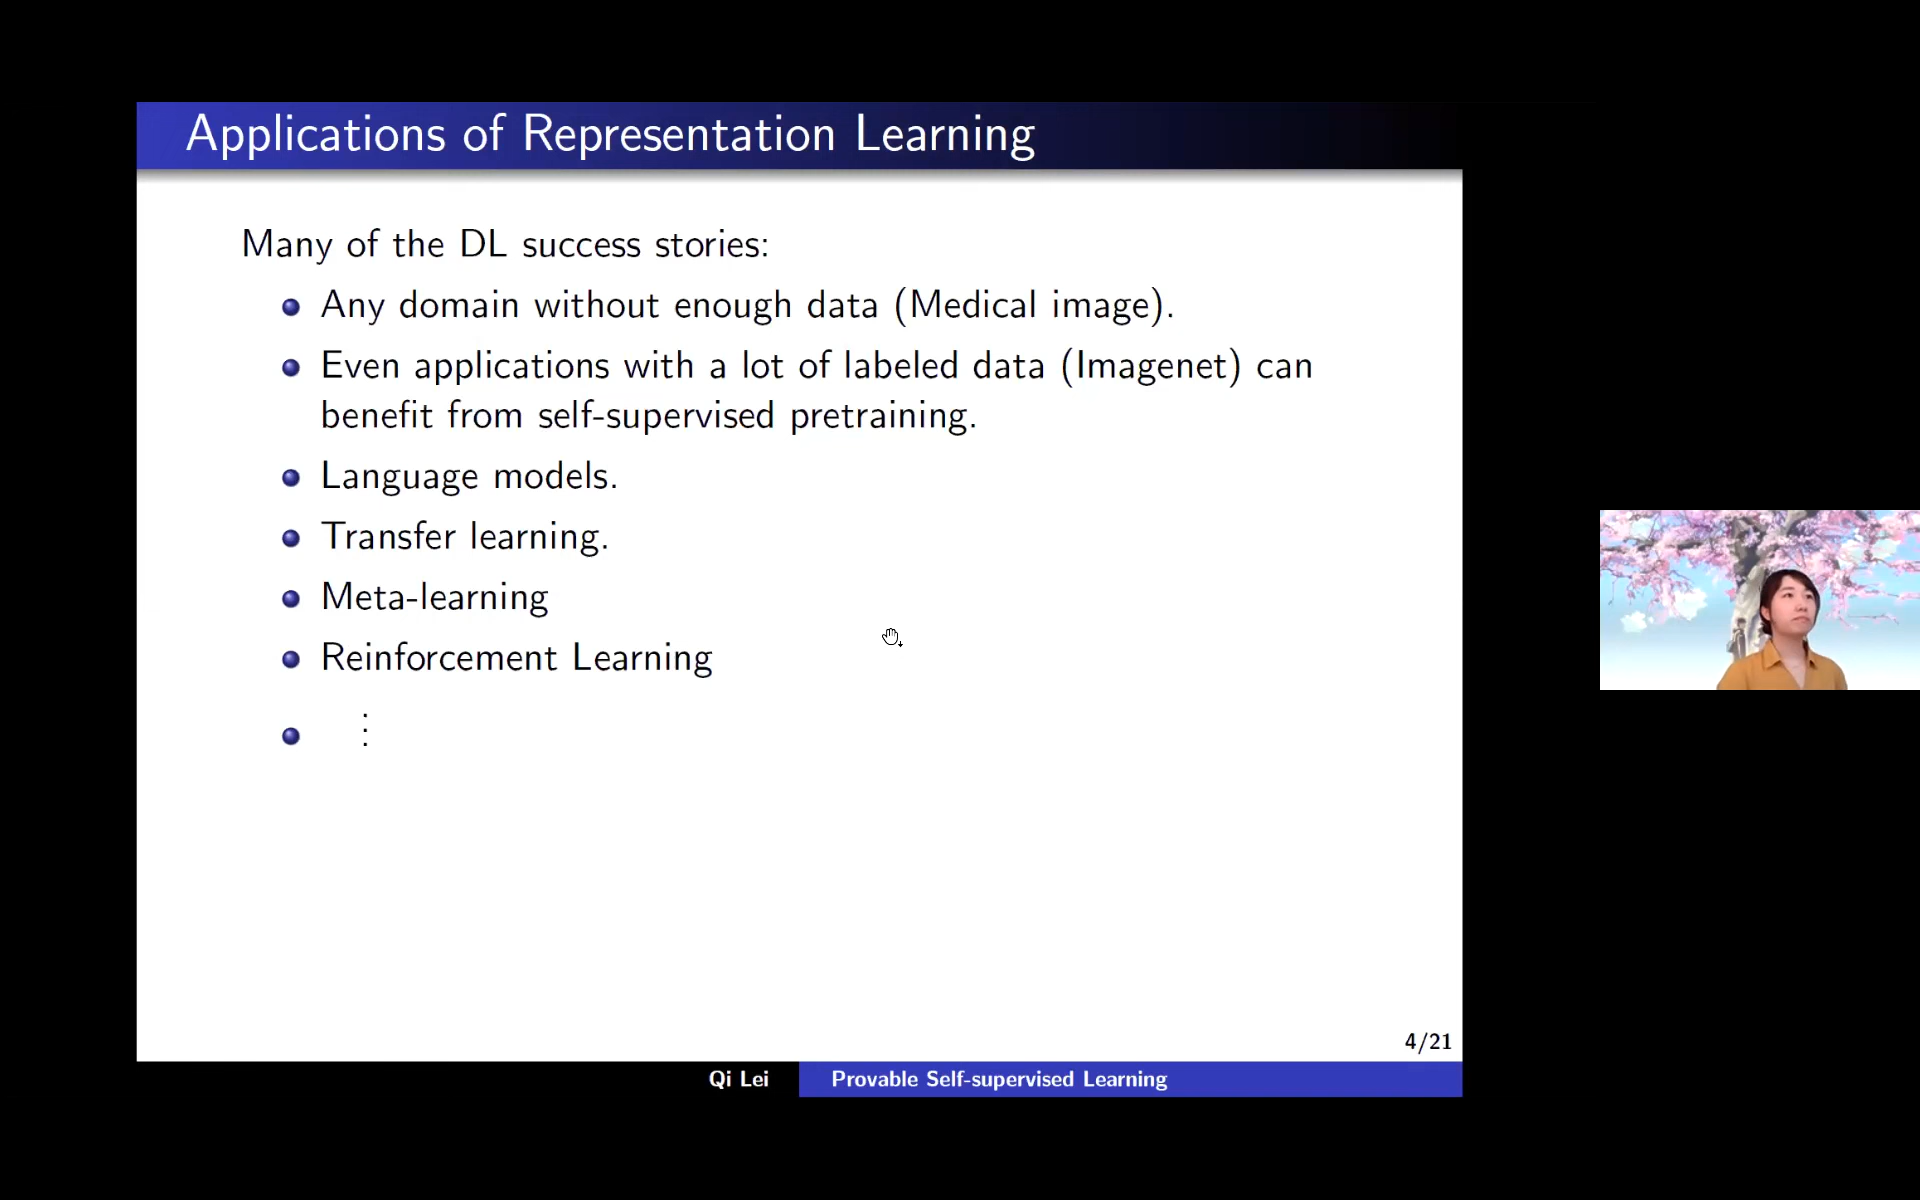 Applications of Representation Learning
Many of the DL success stories:
Any domain without enough data (Medical image).
Even applications with a lot of labeled data (Imagenet) can
benefit from self-supervised pretraining.
Language models.
Transfer learning.
Meta-learning
Reinforcement Learning
⋮
4/21
Qi Lei
Provable Self-supervised Learning